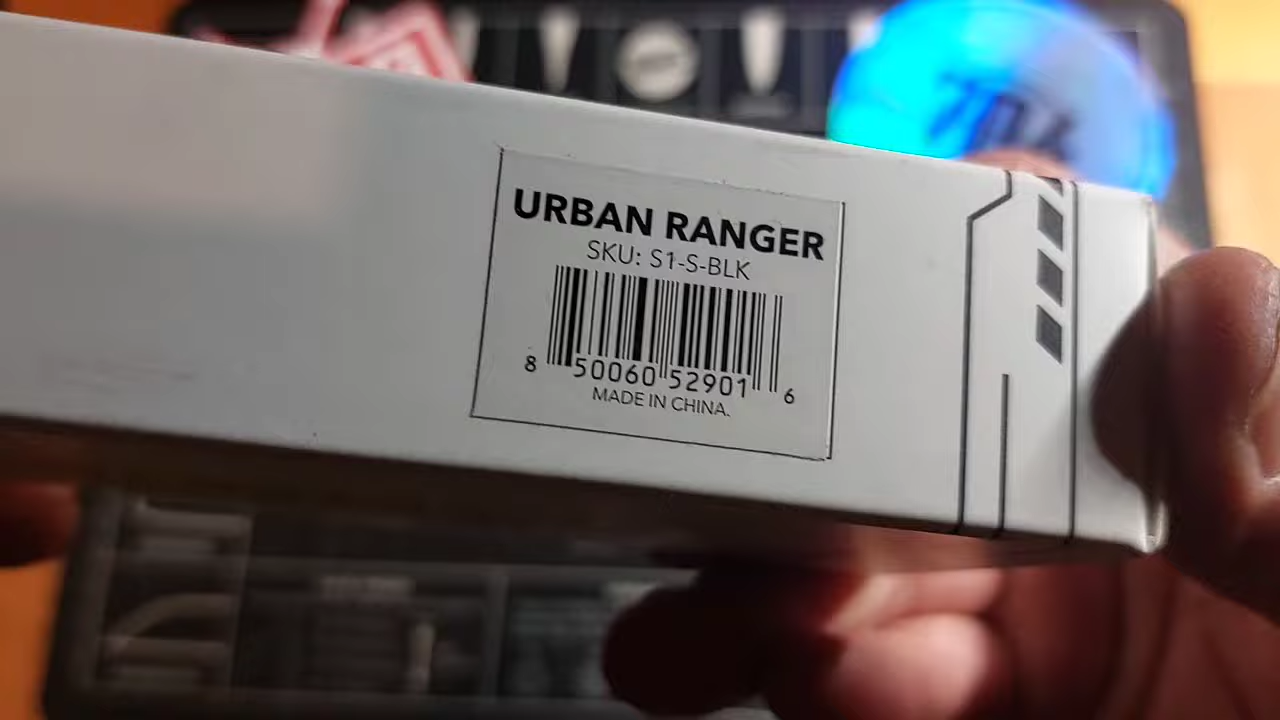 URBAN RANGER
SKU: S1-S-BLK
8 50060 52901 6
MADE IN CHINA.